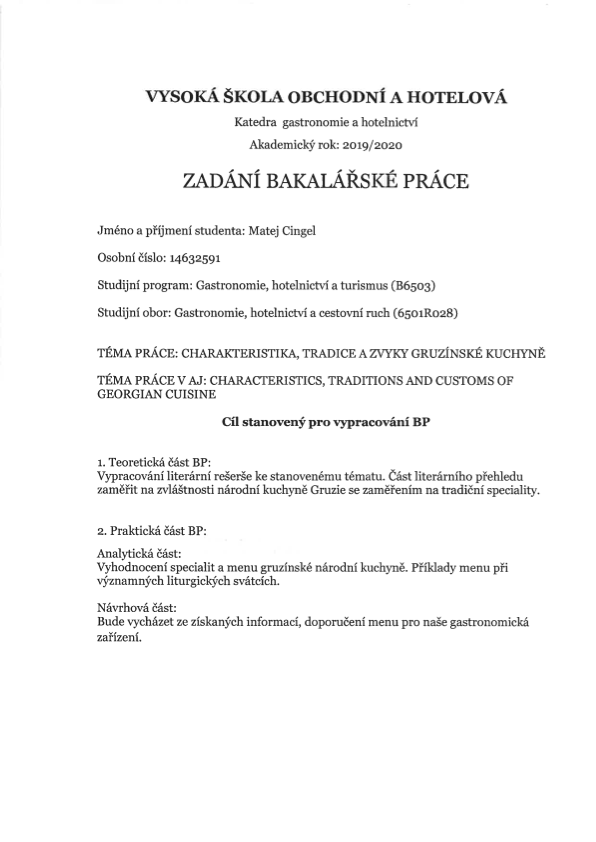 VYSOKÁ ŠKOLA OBCHODNÍ A HOTELOVÁ
Katedra gastronomie a hotelnictví
Akademický rok: 2019/2020
ZADÁNÍ BAKALÁŘSKÉ PRÁCE
Jméno a příjmení studenta: Matej Cingel
Osobní číslo: 14632591
Studijní program: Gastronomie, hotelnictví a turismus (B6503)
Studijní obor: Gastronomie, hotelnictví a cestovní ruch (6501R028)
TÉMA PRÁCE: CHARAKTERISTIKA, TRADICE A ZVYKY GRUZÍNSKÉ KUCHYNĚ
TÉMA PRÁCE V AJ: CHARACTERISTICS, TRADITIONS AND CUSTOMS OF
GEORGIAN CUISINE
Cíl stanovený pro vypracování BP
1. Teoretická část BP:
Vypracování literární rešerše ke stanovenému tématu. Část literárního přehledu
zaměřit na zvláštnosti národní kuchyně Gruzie se zaměřením na tradiční speciality.
2. Praktická část BP:
Analytická část:
Vyhodnocení specialit a menu gruzínské národní kuchyně. Příklady menu při
významných liturgických svátcích.
Návrhová část:
Bude vycházet ze získaných informací, doporučení menu pro naše gastronomická
zařízení.